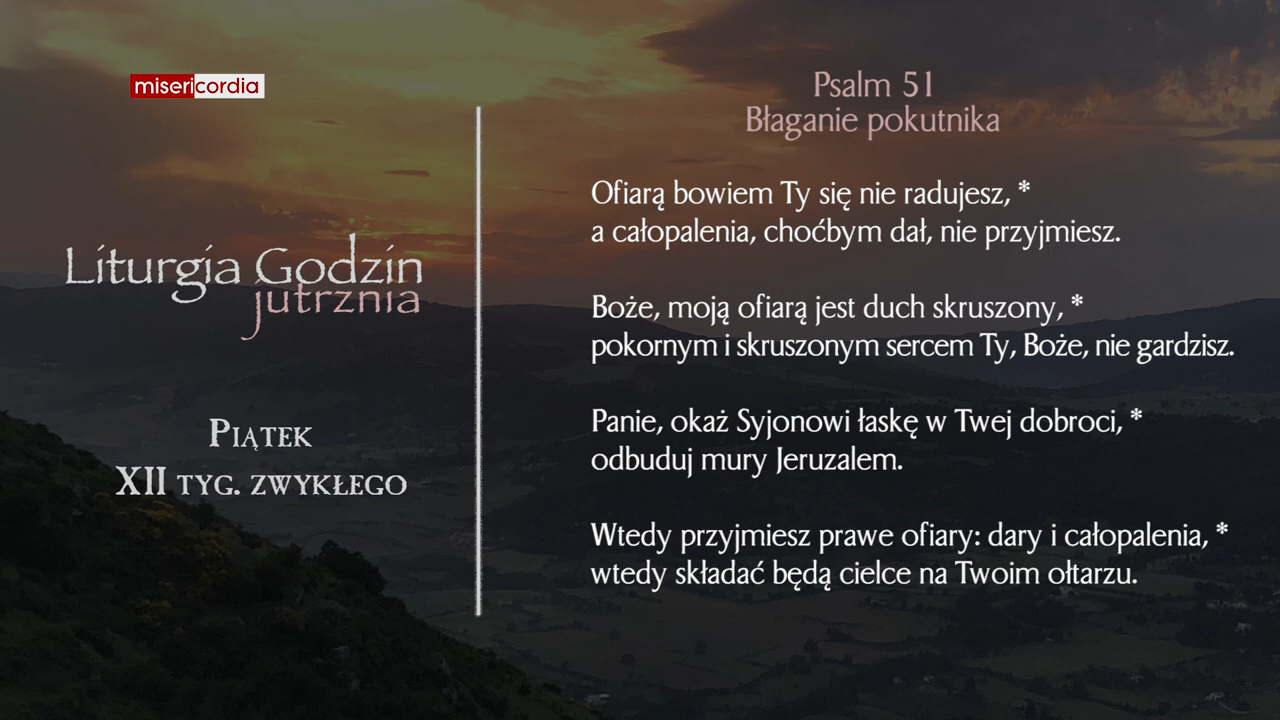 misericordia
Liturgia Godzin
jutrznia
Piątek
XII tyg. zwykłego
Psalm 51
Błaganie pokutnika
Ofiarą bowiem Ty się nie radujesz, *
a całopalenia, choćbym dał, nie przyjmiesz.
Boże, moją ofiarą jest duch skruszony, *
pokornym i skruszonym sercem Ty, Boże, nie gardzisz.
Panie, okaż Syjonowi łaskę w Twej dobroci, *
odbuduj mury Jeruzalem.
Wtedy przyjmiesz prawe ofiary: dary i całopalenia, *
wtedy składać będą cielce na Twoim ołtarzu.